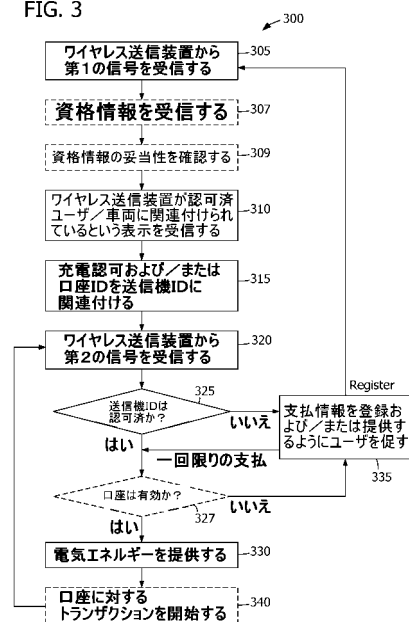 FIG. 3
300
ワイヤレス送信装置から
第1の信号を受信する
305
資格情報を受信する
307
資格情報の妥当性を確認する
309
ワイヤレス送信装置が認可済
ユーザ/車両に関連付けられ
ているという表示を受信する
310
充電認可および/または
口座IDを送信機IDに
関連付ける
315
ワイヤレス送信装置から
第2の信号を受信する
320
送信機IDは
認可済か?
325
いいえ
はい
Register
支払情報を登録お
よび/または提供す
るようにユーザを促す
335
一回限りの支払
口座は有効か?
327
いいえ
はい
電気エネルギーを提供する
330
口座に対する
トランザクションを開始する
340